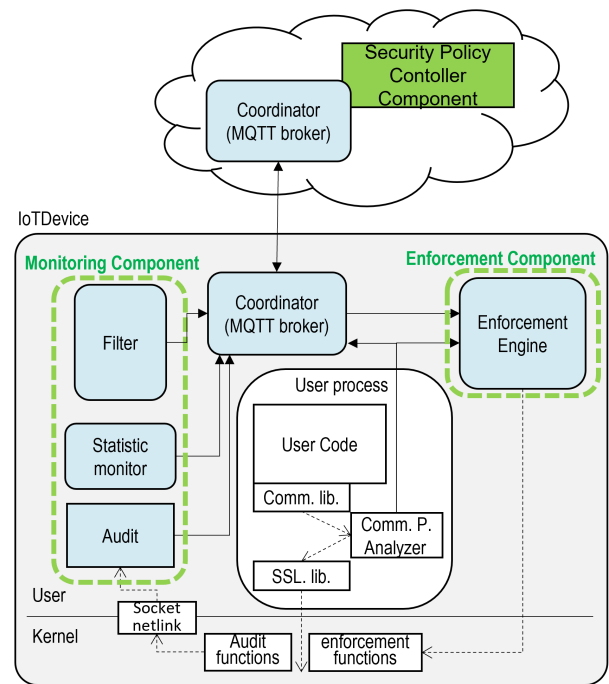 Security Policy
Contoller
Component
Coordinator
(MQTT broker)
IoTDevice
Monitoring Component
Enforcement Component
Filter
Coordinator
(MQTT broker)
Enforcement
Engine
User process
User Code
Statistic
monitor
Comm. lib.
Audit
Comm. P.
Analyzer
SSL. lib.
User
Socket
netlink
Kernel
Audit
functions
enforcement
functions